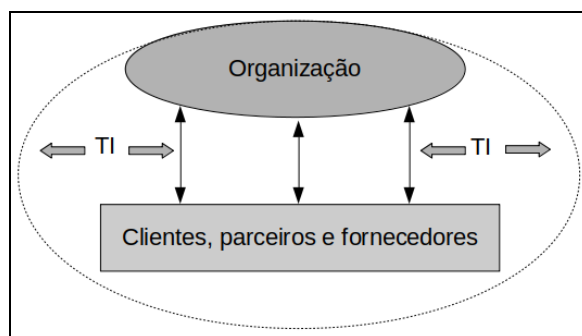 Organização
TI
TI
Clientes, parceiros e fornecedores